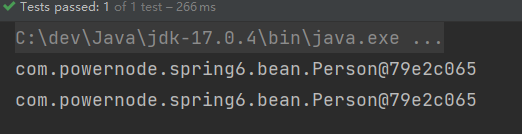 Tests passed: 1 of 1 test – 266 ms
C:\dev\Java\jdk-17.0.4\bin\java.exe ...
com.powernode.spring6.bean.Person@79e2c065
com.powernode.spring6.bean.Person@79e2c065